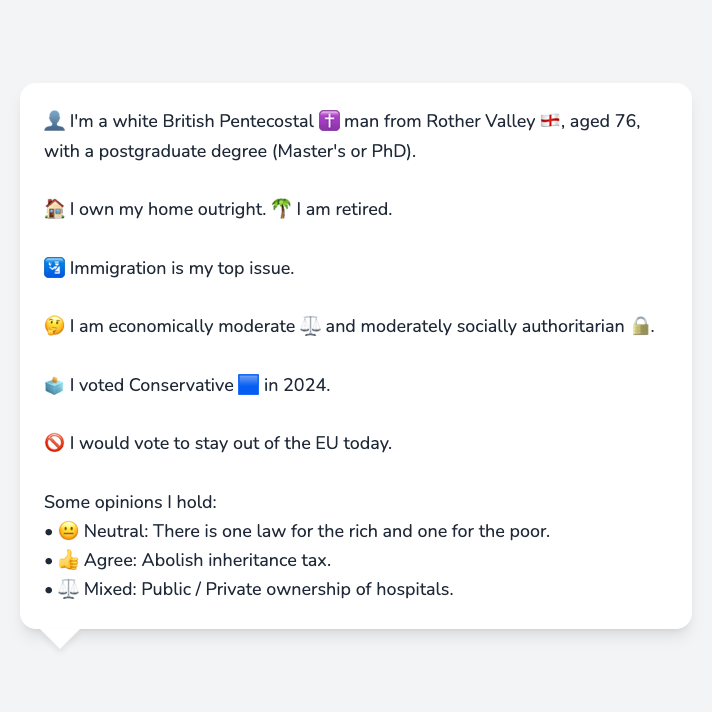 👤 I'm a white British Pentecostal ✝️ man from Rother Valley 🏴󠁧󠁢󠁥󠁮󠁧󠁿, aged 76,
with a postgraduate degree (Master's or PhD).
🏠 I own my home outright. 🌴 I am retired.
🛂 Immigration is my top issue.
🤔 I am economically moderate ⚖️ and moderately socially authoritarian 🔒.
🗳️ I voted Conservative 🟦 in 2024.
🚫 I would vote to stay out of the EU today.
Some opinions I hold:
• 😐 Neutral: There is one law for the rich and one for the poor.
• 👍 Agree: Abolish inheritance tax.
• ⚖️ Mixed: Public / Private ownership of hospitals.